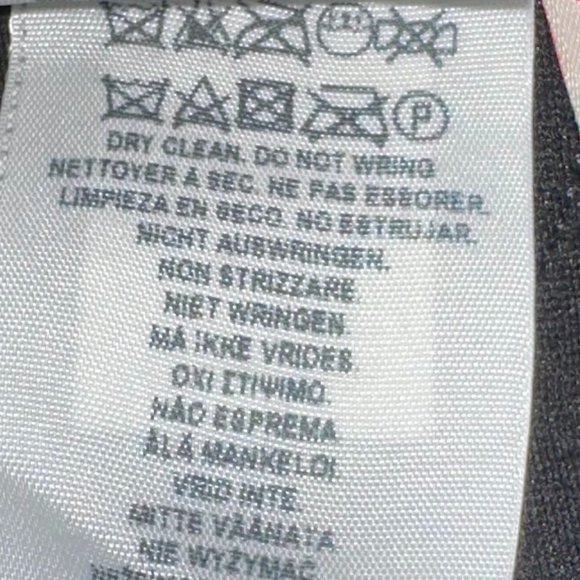 P
DRY CLEAN. DO NOT WRING
NETTOYER A SEC. NE PAS ESSORER.
LIMPIEZA EN SECO. NO ESTRUJAR.
NICHT AUSWRINGEN.
NON STRIZZARE
NIET WRINGEN
MÅ IKKE VRIDES
OXI ΣTIΨIMO.
NÃO ESPREMA
ÄLÄ MANKELOI
VRID INTE.
MITTE VÄÄNATA
NIE WYŻYMAĆ